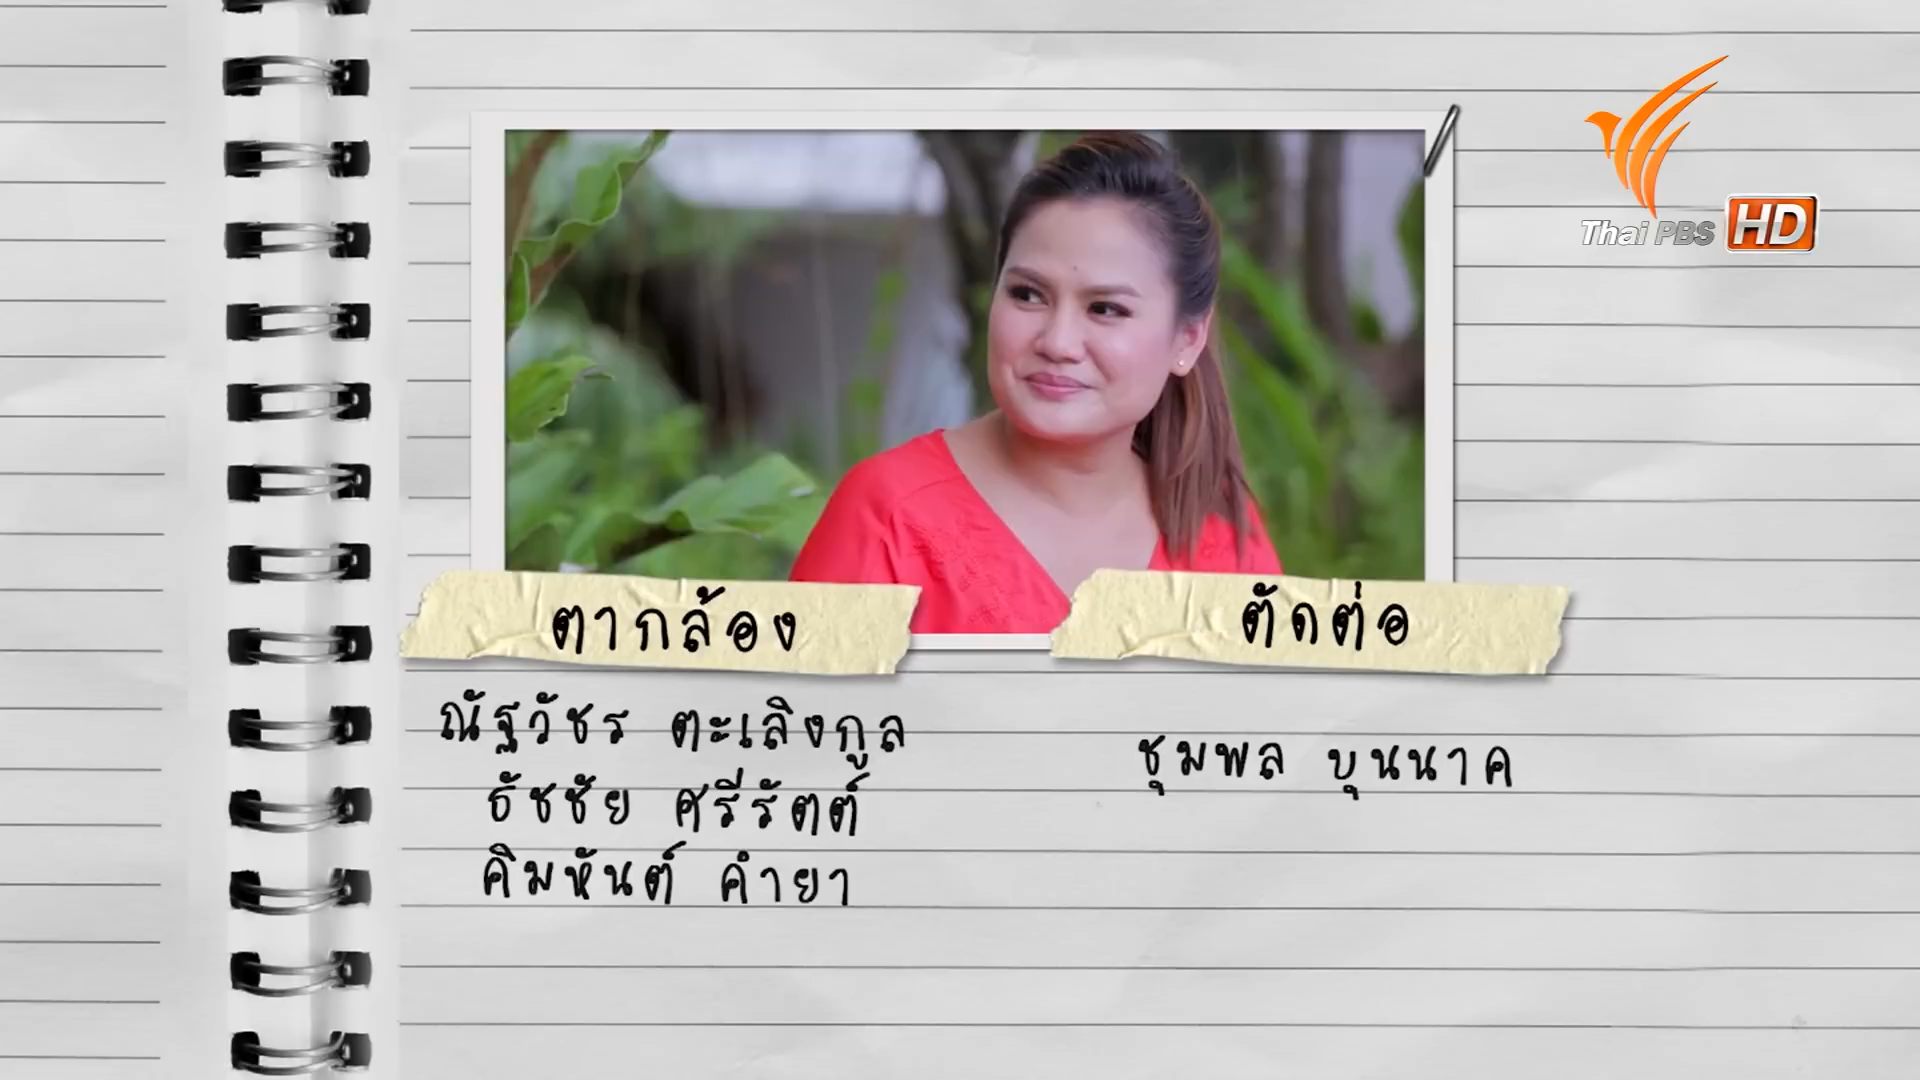 Thai PBS HD
ตากล้อง
ณัฐวัชร ตะเลิงกูล
ธัชชัย ศรีรัตต์
คิมหันต์ คำยา
ตัดต่อ
ชุมพล บุนนาค